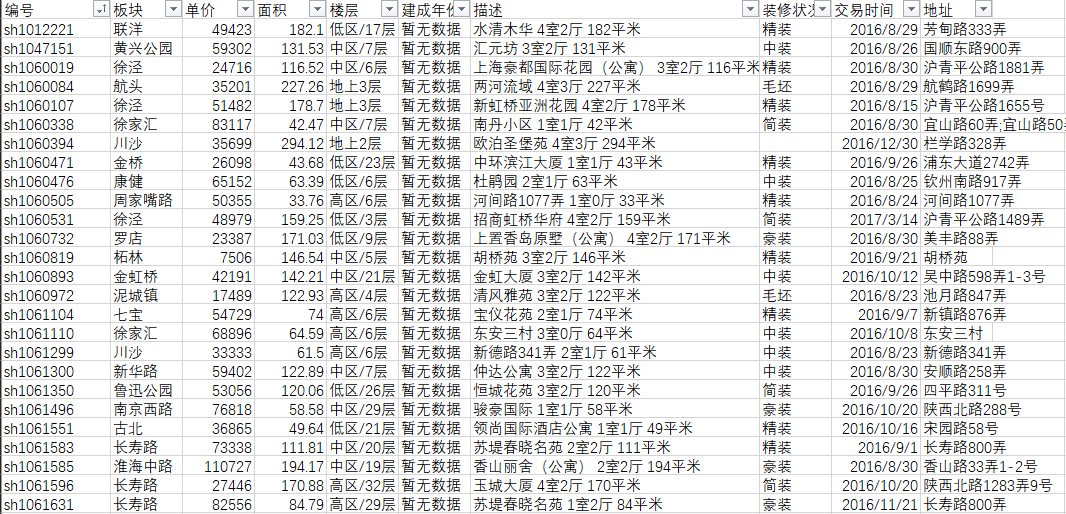 编号 板块 单价 面积 楼层 建成年份 描述 装修状况 交易时间 地址
sh1012221 联洋 49423 182.1 低区/17层 暂无数据 水清木华 4室2厅 182平米 精装 2016/8/29 芳甸路333弄
sh1047151 黄兴公园 59302 131.53 中区/7层 暂无数据 汇元坊 3室2厅 131平米 中装 2016/8/26 国顺东路900弄
sh1060019 徐泾 24716 116.52 中区/6层 暂无数据 上海豪都国际花园（公寓） 3室2厅 116平米 精装 2016/8/30 沪青平公路1881弄
sh1060084 航头 35201 227.26 地上3层 暂无数据 两河流域 4室3厅 227平米 毛坯 2016/8/29 航鹤路1699弄
sh1060107 徐泾 51482 178.7 地上3层 暂无数据 新虹桥亚洲花园 4室2厅 178平米 精装 2016/8/15 沪青平公路1655号
sh1060338 徐家汇 83117 42.47 中区/7层 暂无数据 南丹小区 1室1厅 42平米 简装 2016/8/30 宜山路60弄;宜山路50
sh1060394 川沙 35699 294.12 地上2层 暂无数据 欧泊圣堡苑 4室3厅 294平米 2016/12/30 栏学路328弄
sh1060471 金桥 26098 43.68 低区/23层 暂无数据 中环滨江大厦 1室1厅 43平米 精装 2016/9/26 浦东大道2742弄
sh1060476 康健 65152 63.39 低区/6层 暂无数据 杜鹃园 2室1厅 63平米 中装 2016/8/25 钦州南路917弄
sh1060505 周家嘴路 50355 33.76 高区/6层 暂无数据 河间路1077弄 1室0厅 33平米 精装 2016/8/24 河间路1077弄
sh1060531 徐泾 48979 159.25 低区/3层 暂无数据 招商虹桥华府 4室2厅 159平米 简装 2017/3/14 沪青平公路1489弄
sh1060732 罗店 23387 171.03 低区/9层 暂无数据 上置香岛原墅（公寓） 4室2厅 171平米 豪装 2016/8/30 美丰路88弄
sh1060819 柘林 7506 146.54 中区/5层 暂无数据 胡桥苑 3室2厅 146平米 精装 2016/9/21 胡桥苑
sh1060893 金虹桥 42191 142.21 中区/21层 暂无数据 金虹大厦 3室2厅 142平米 中装 2016/10/12 吴中路598弄1-3号
sh1060972 泥城镇 17489 122.93 高区/4层 暂无数据 清风雅苑 3室2厅 122平米 毛坯 2016/8/23 池月路847弄
sh1061104 七宝 54729 74 高区/6层 暂无数据 宝仪花苑 2室1厅 74平米 精装 2016/9/7 新镇路876弄
sh1061110 徐家汇 68896 64.59 高区/6层 暂无数据 东安三村 3室0厅 64平米 中装 2016/10/8 东安三村
sh1061299 川沙 33333 61.5 高区/6层 暂无数据 新德路341弄 2室1厅 61平米 中装 2016/8/23 新德路341弄
sh1061300 新华路 59402 122.89 中区/7层 暂无数据 仲达公寓 3室2厅 122平米 中装 2016/8/30 安顺路258弄
sh1061350 鲁迅公园 53056 120.06 低区/26层 暂无数据 恒城花苑 3室2厅 120平米 简装 2016/9/26 四平路311号
sh1061496 南京西路 76818 58.58 中区/29层 暂无数据 骏豪国际 1室1厅 58平米 豪装 2016/10/20 陕西北路288号
sh1061551 古北 36865 49.64 低区/21层 暂无数据 领尚国际酒店公寓 1室1厅 49平米 精装 2016/10/16 宋园路58号
sh1061583 长寿路 73338 111.81 中区/20层 暂无数据 苏堤春晓名苑 2室2厅 111平米 精装 2016/9/1 长寿路800弄
sh1061585 淮海中路 110727 194.17 中区/19层 暂无数据 香山丽舍（公寓） 2室2厅 194平米 豪装 2016/8/30 香山路33弄1-2号
sh1061596 长寿路 27446 170.88 高区/32层 暂无数据 玉城大厦 4室2厅 170平米 简装 2016/10/20 陕西北路1283弄9号
sh1061631 长寿路 82556 84.79 高区/29层 暂无数据 苏堤春晓名苑 1室2厅 84平米 豪装 2016/11/21 长寿路800弄